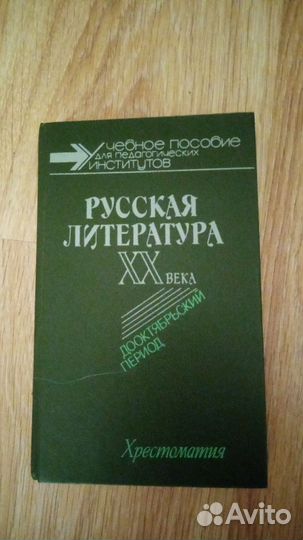 Учебное пособие
для педагогических
институтов
РУССКАЯ
ЛИТЕРАТУРА
XX ВЕКА
ДООКТЯБРЬСКИЙ
ПЕРИОД
Хрестоматия
Avito